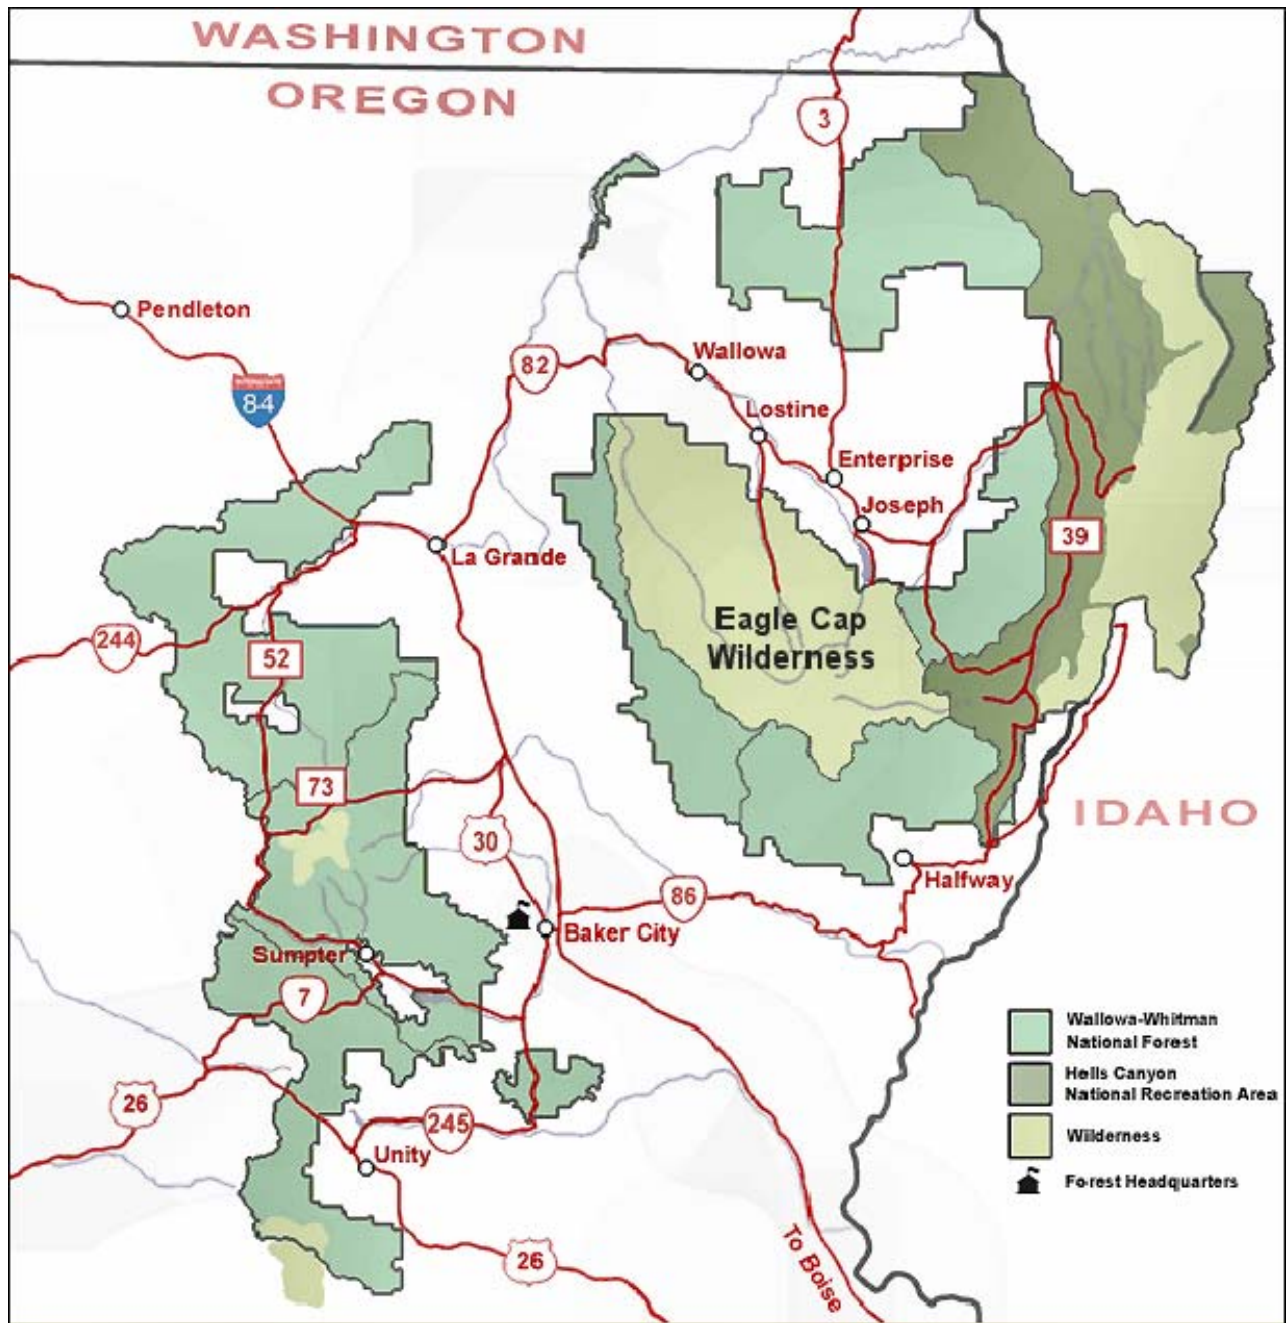 WASHINGTON
OREGON
3
Pendleton
84
82
Wallowa
Lostine
Enterprise
Joseph
La Grande
39
Eagle Cap
Wilderness
244
52
73
30
IDAHO
Halfway
86
Baker City
Sumpter
7
Wallowa-Whitman
National Forest
Hells Canyon
National Recreation Area
Wilderness
Forest Headquarters
26
245
Unity
To Boise
26